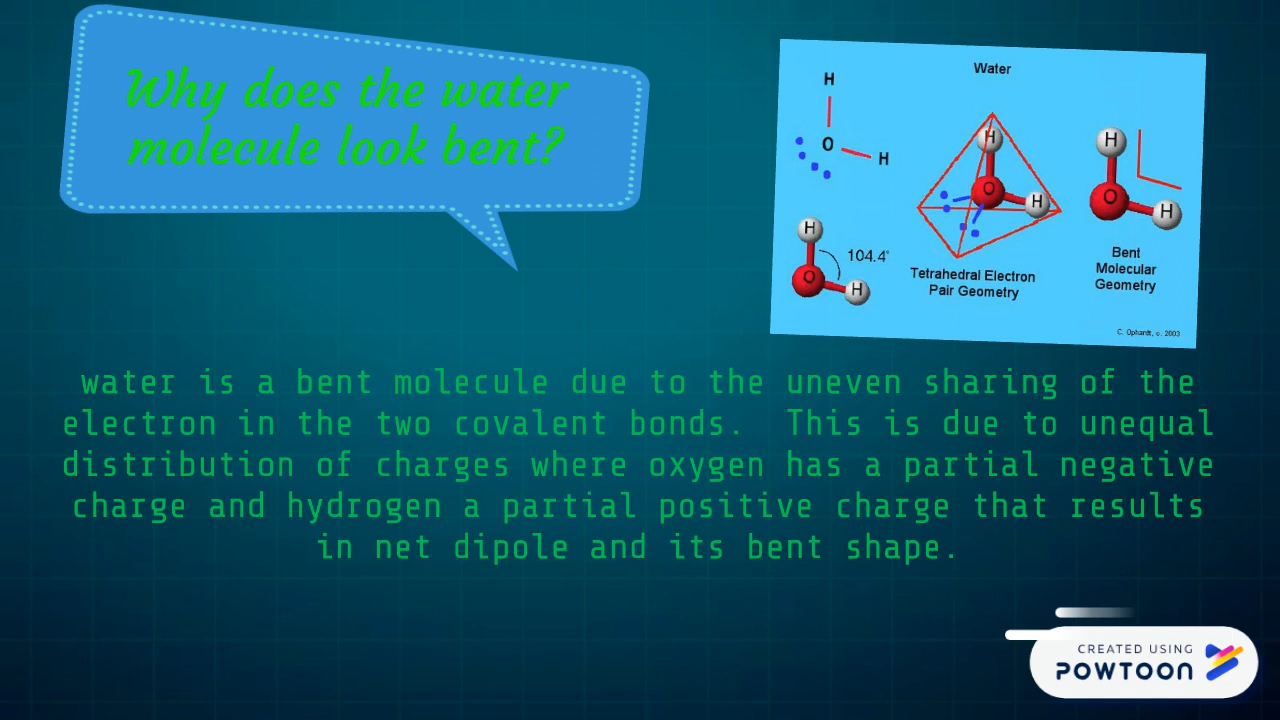 Why does the water
molecule look bent?
Water
H
O
H
H
O
H
104.4°
H
O
H
Tetrahedral Electron
Pair Geometry
H
O
H
Bent
Molecular
Geometry
C. Ophardt, c. 2003
water is a bent molecule due to the uneven sharing of the
electron in the two covalent bonds. This is due to unequal
distribution of charges where oxygen has a partial negative
charge and hydrogen a partial positive charge that results
in net dipole and its bent shape.
CREATED USING
POWTOON